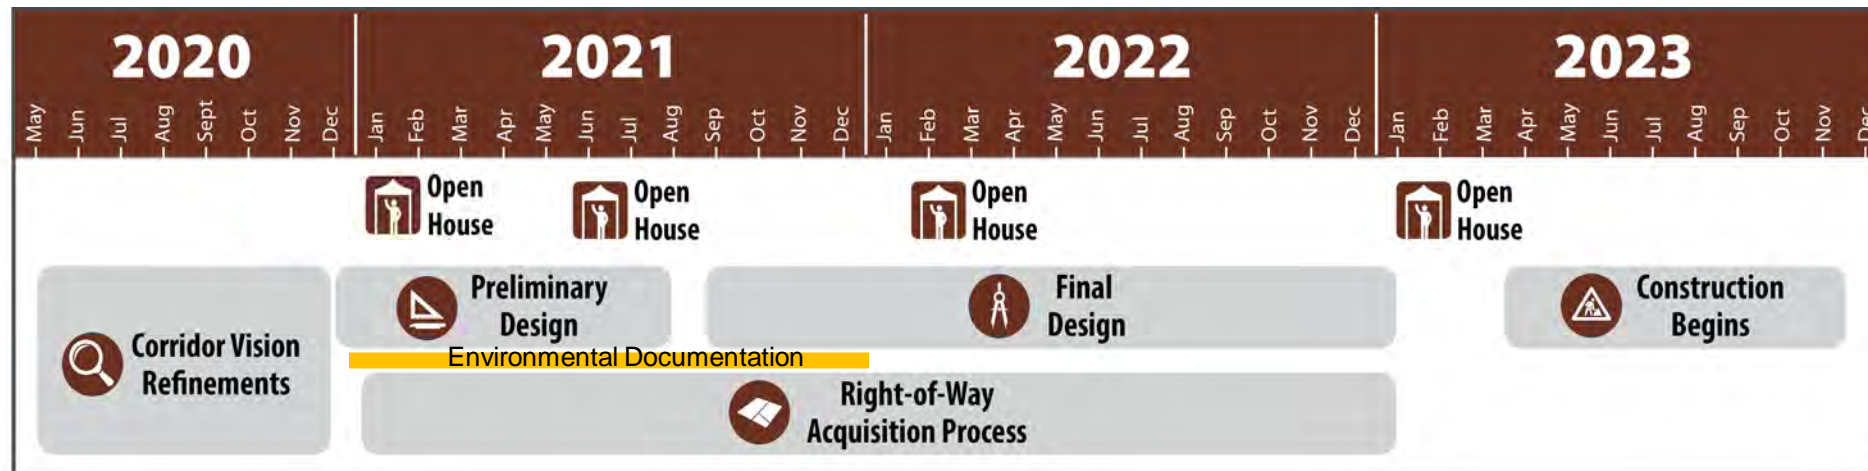 2020 2021 2022 2023
May Jun Jul Aug Sept Oct Nov Dec Jan Feb Mar Apr May Jun Jul Aug Sep Oct Nov Dec Jan Feb Mar Apr May Jun Jul Aug Sep Oct Nov Dec Jan Feb Mar Apr May Jun Jul Aug Sep Oct Nov Dec
Open
House
Open
House
Open
House
Open
House
Corridor Vision
Refinements
Preliminary
Design
Final
Design
Construction
Begins
Environmental Documentation
Right-of-Way
Acquisition Process